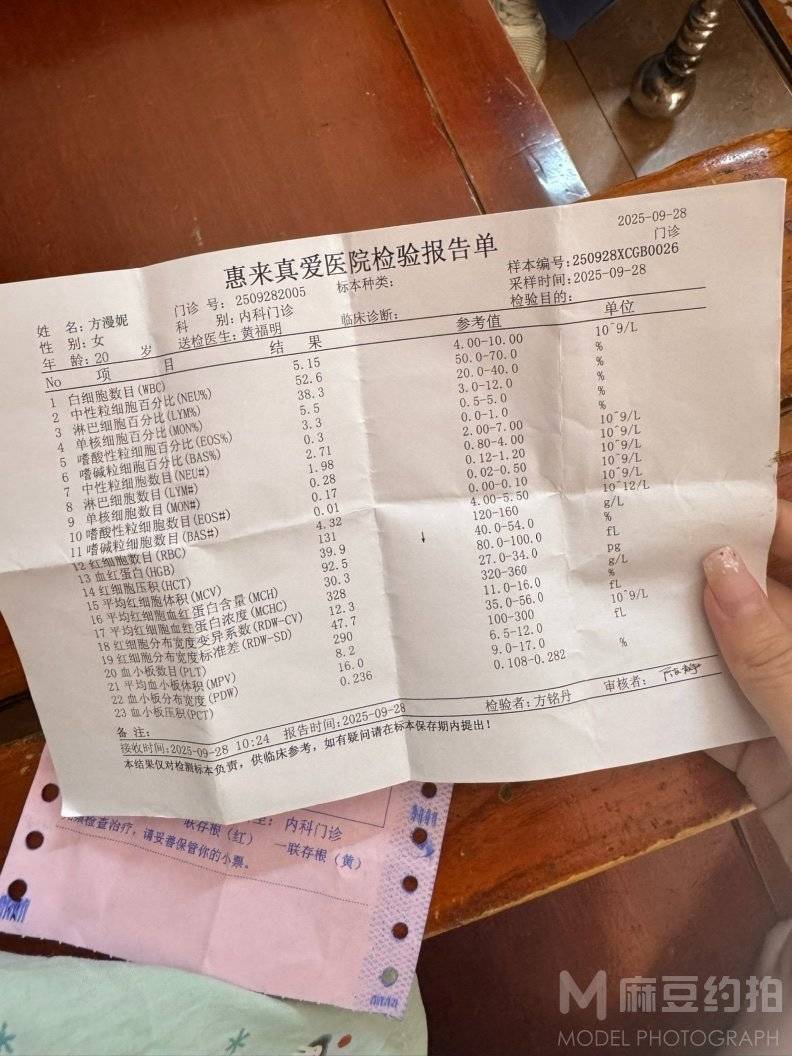 惠来真爱医院检验报告单
2025-09-28
门诊
姓 名:方漫妮 门诊 号: 2509282005 标本种类: 样本编号:250928XCGB0026
性 别:女 科 别:内科门诊 采样时间:2025-09-28
年 龄:20 岁 送检医生:黄福明 临床诊断: 检验目的:
No 项 目 结 果 参考值 单位
1 白细胞数目(WBC) 5.15 4.00-10.00 10^9/L
2 中性粒细胞百分比(NEU%) 52.6 50.0-70.0 %
3 淋巴细胞百分比(LYM%) 38.3 20.0-40.0 %
4 单核细胞百分比(MON%) 5.5 3.0-12.0 %
5 嗜酸性粒细胞百分比(EOS%) 3.3 0.5-5.0 %
6 嗜碱粒细胞百分比(BAS%) 0.3 0.0-1.0 %
7 中性粒细胞数目(NEU#) 2.71 2.00-7.00 10^9/L
8 淋巴细胞数目(LYM#) 1.98 0.80-4.00 10^9/L
9 单核细胞数目(MON#) 0.28 0.12-1.20 10^9/L
10 嗜酸性粒细胞数目(EOS#) 0.17 0.02-0.50 10^9/L
11 嗜碱粒细胞数目(BAS#) 0.01 0.00-0.10 10^9/L
12 红细胞数目(RBC) 4.32 4.00-5.50 10^12/L
13 血红蛋白(HGB) 131 120-160 g/L
14 红细胞压积(HCT) 39.9 ↓ 40.0-54.0 %
15 平均红细胞体积(MCV) 92.5 80.0-100.0 fL
16 平均红细胞血红蛋白含量(MCH) 30.3 27.0-34.0 pg
17 平均红细胞血红蛋白浓度(MCHC) 328 320-360 g/L
18 红细胞分布宽度变异系数(RDW-CV) 12.3 11.0-16.0 %
19 红细胞分布宽度标准差(RDW-SD) 47.7 35.0-56.0 fL
20 血小板数目(PLT) 290 100-300 10^9/L
21 平均血小板体积(MPV) 8.2 6.5-12.0 fL
22 血小板分布宽度(PDW) 16.0 9.0-17.0
23 血小板压积(PCT) 0.236 0.108-0.282 %
备 注:
接收时间:2025-09-28 10:24 报告时间:2025-09-28 检验者:方铭丹 审核者:
本结果仅对检测标本负责，供临床参考，如有疑问请在标本保存期内提出!
内科门诊
检查治疗，请妥善保管你的小票。 联存根（红） 一联存根（黄）
M 麻豆约拍
MODEL PHOTOGRAPH